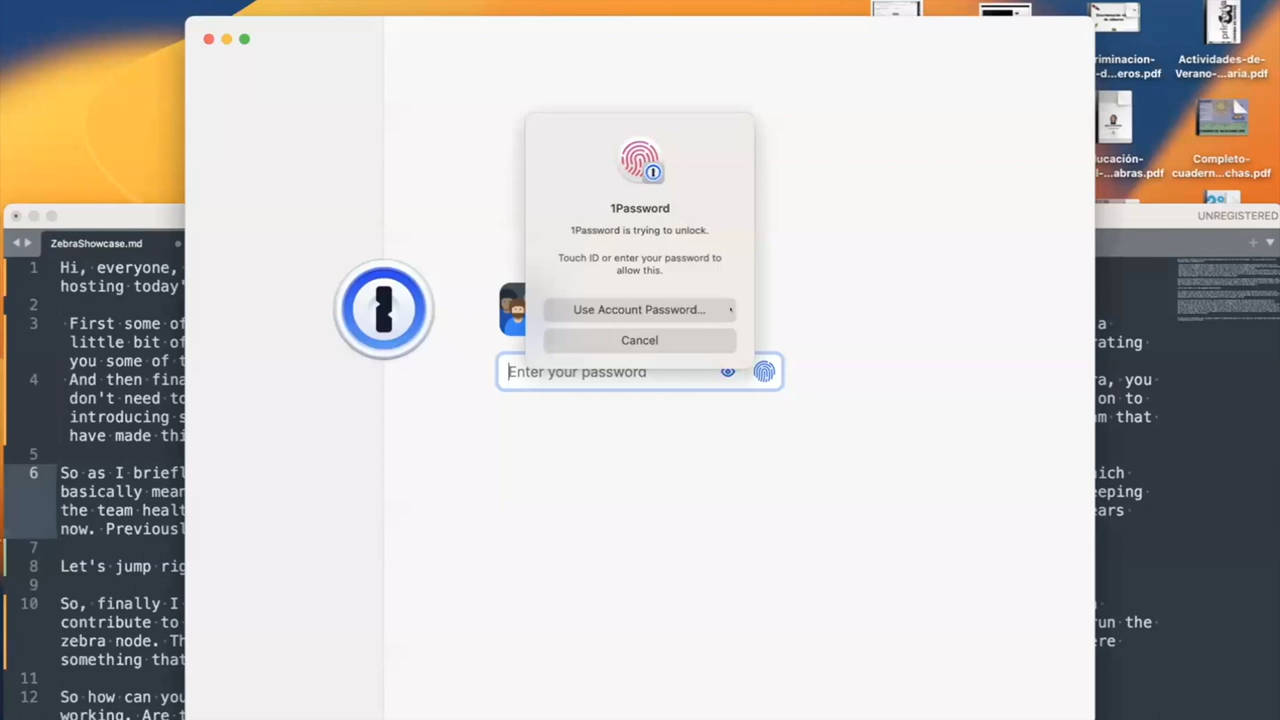 riminacion-
-d...eros.pdf
Actividades-de-
Verano-...aria.pdf
ucación-
l-...abras.pdf
Completo-
cuadern...chas.pdf
UNREGISTERED
ZebraShowcase.md
1Password
1Password is trying to unlock.
Touch ID or enter your password to
allow this.
Use Account Password...
Cancel
Enter your password
1 Hi, everyone,
hosting today'
2
3 First some of a
little bit of rating
you some of t
4 And then fina ra, you
don't need to on to
introducing s am that
have made thi
5
6 So as I briefl ich
basically mean eeping
the team healt ears
now. Previousl
7
8 Let's jump rig
9
10 So, finally I
contribute to run the
zebra node. Th ere
something that
11
12 So how can you
working. Are t